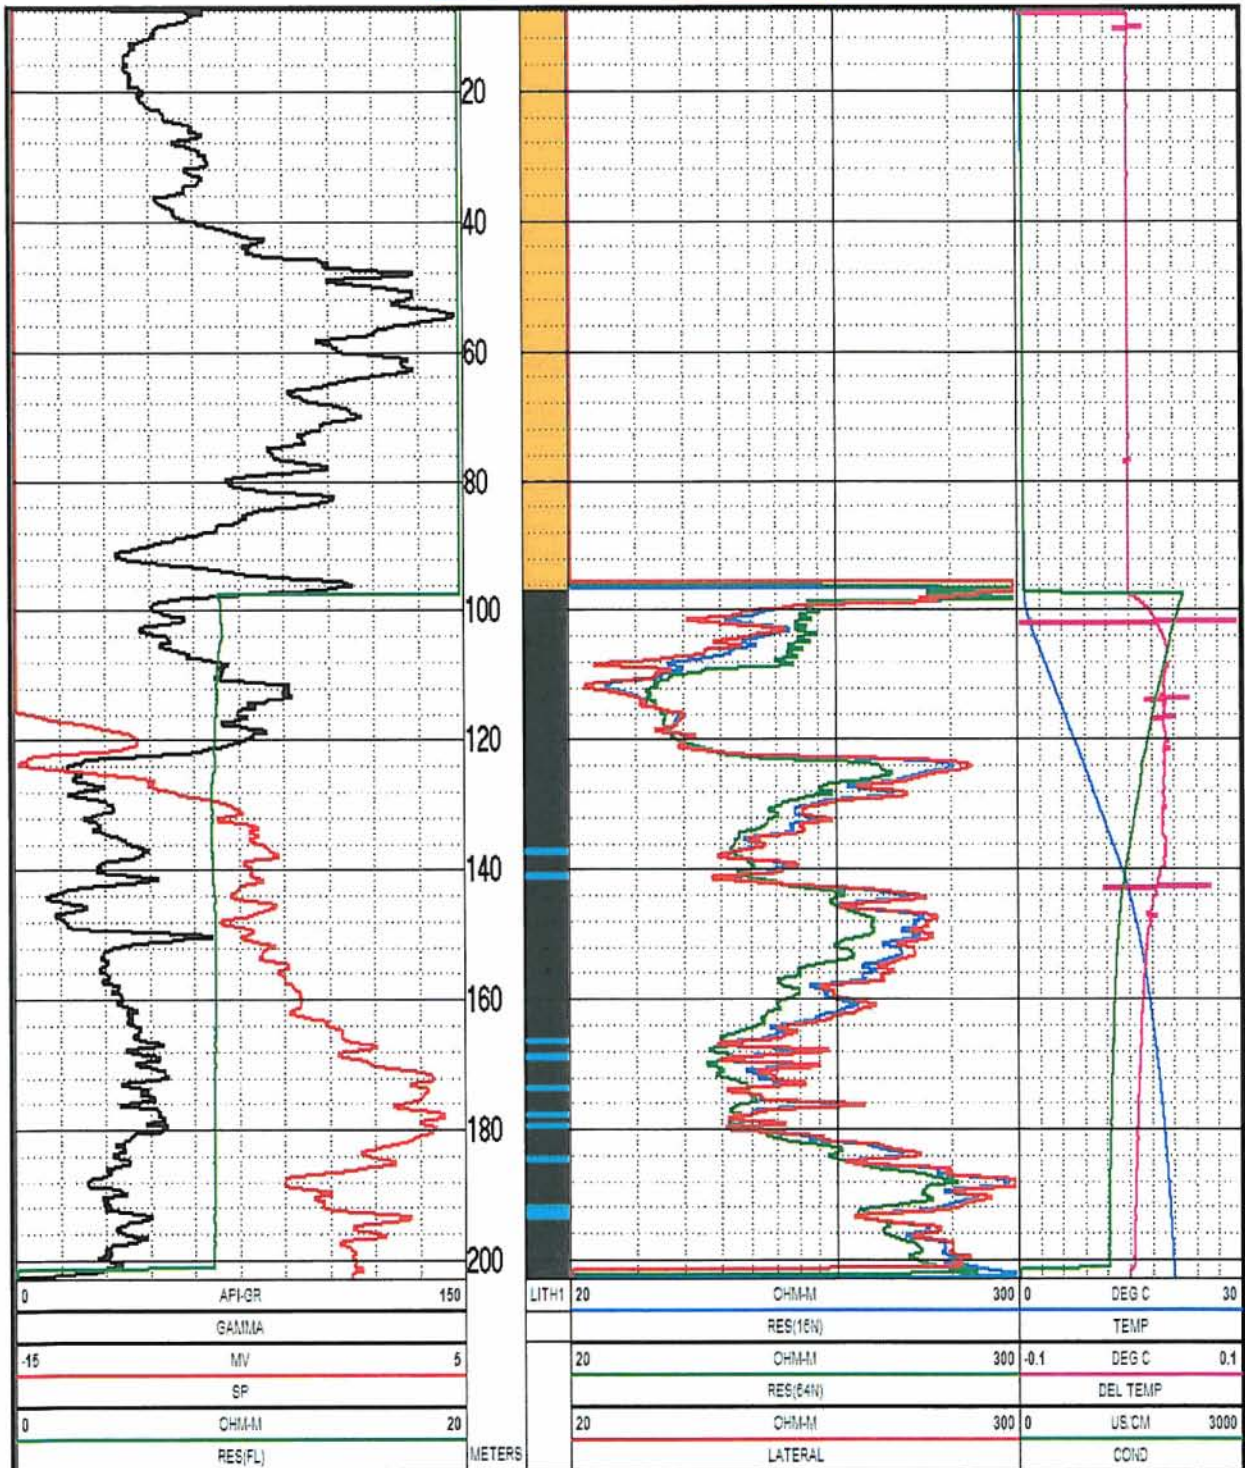 20
40
60
80
100
120
140
160
180
200
0 API-GR 150 LITH1 20 OHM-M 300 0 DEG C 30
GAMMA RES(16N) TEMP
-15 MV 5 20 OHM-M 300 -0.1 DEG C 0.1
SP RES(64N) DEL TEMP
0 OHM-M 20 20 OHM-M 300 0 US/CM 3000
RES(FL) METERS LATERAL COND